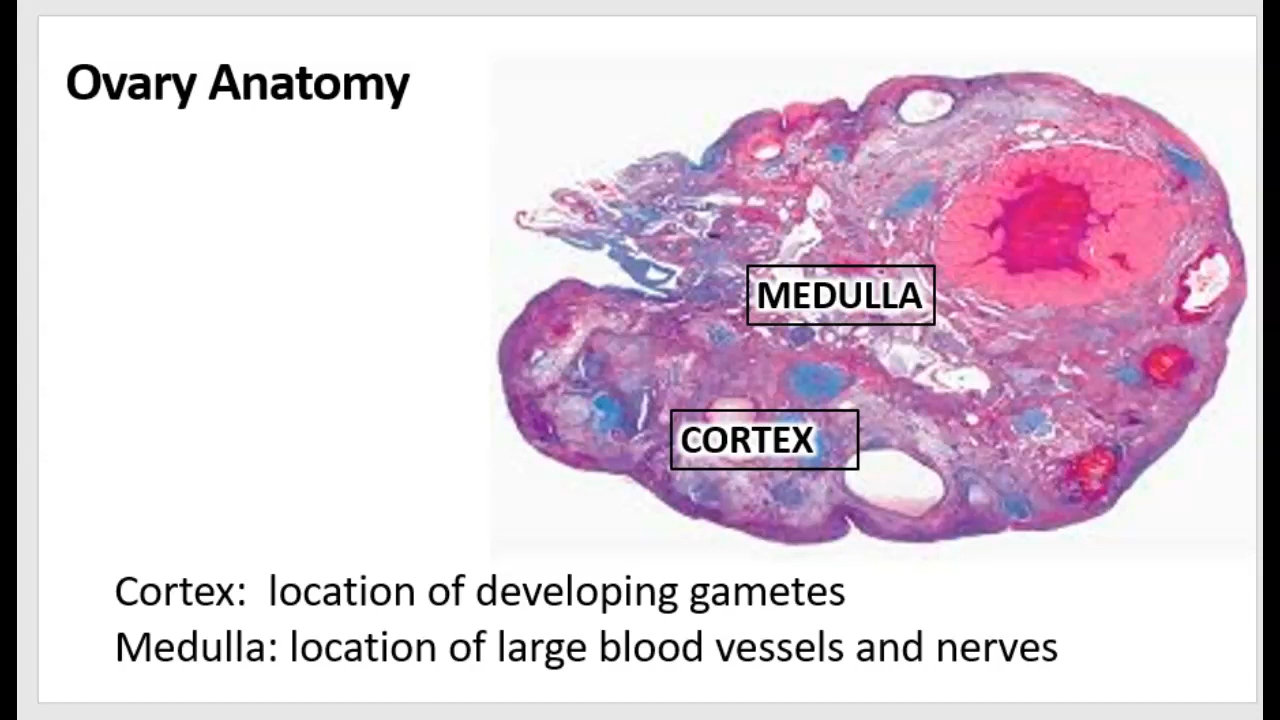 Ovary Anatomy
MEDULLA
CORTEX
Cortex: location of developing gametes
Medulla: location of large blood vessels and nerves